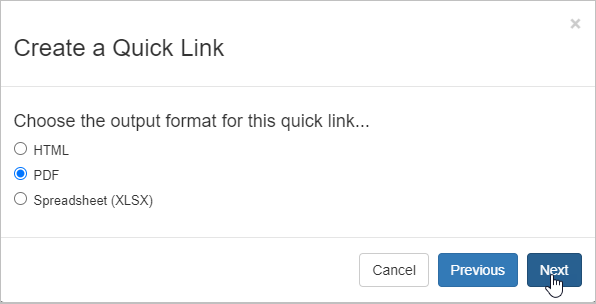 ×
Create a Quick Link
Choose the output format for this quick link...
HTML
PDF
Spreadsheet (XLSX)
Cancel Previous Next